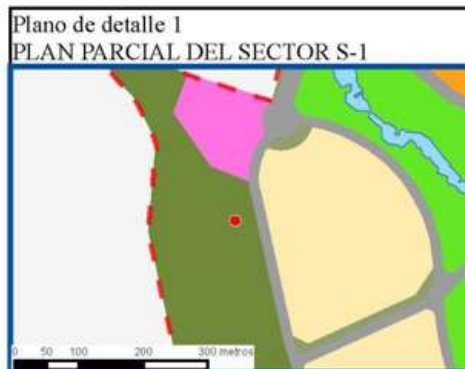 Plano de detalle 1
PLAN PARCIAL DEL SECTOR S-1
0 50 100 200 300 metros